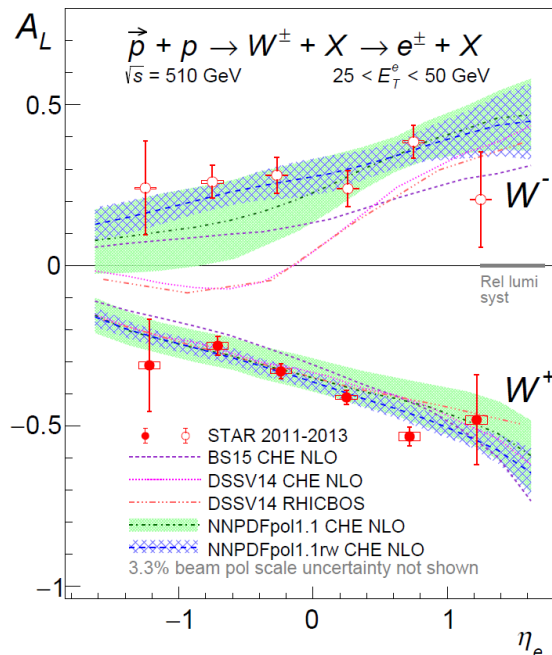 A_L
p⃗ + p → W^± + X → e^± + X
√s = 510 GeV 25 < E_T^e < 50 GeV
0.5
W^-
0
Rel lumi
syst
W^+
−0.5
STAR 2011-2013
BS15 CHE NLO
DSSV14 CHE NLO
DSSV14 RHICBOS
NNPDFpol1.1 CHE NLO
NNPDFpol1.1rw CHE NLO
3.3% beam pol scale uncertainty not shown
−1
−1 0 1
η_e